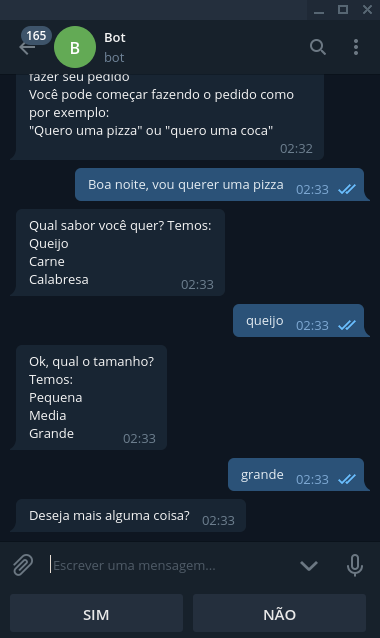 165
B
Bot
bot
fazer seu pedido
Você pode começar fazendo o pedido como
por exemplo:
"Quero uma pizza" ou "quero uma coca"
02:32
Boa noite, vou querer uma pizza 02:33
Qual sabor você quer? Temos:
Queijo
Carne
Calabresa 02:33
queijo 02:33
Ok, qual o tamanho?
Temos:
Pequena
Media
Grande 02:33
grande 02:33
Deseja mais alguma coisa? 02:33
Escrever uma mensagem...
SIM NÃO